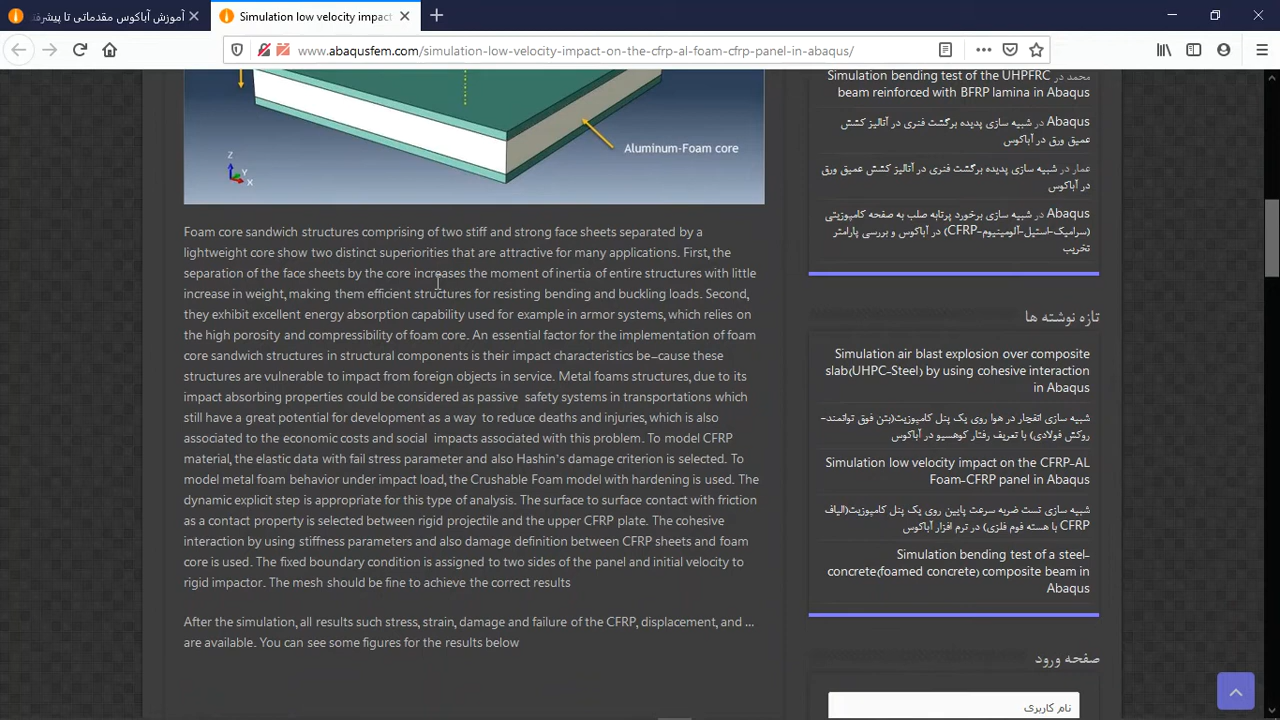 آموزش آباکوس مقدماتی تا پیشرفته
Simulation low velocity impact
www.abaqusfem.com/simulation-low-velocity-impact-on-the-cfrp-al-foam-cfrp-panel-in-abaqus/
Aluminum-Foam core
Z
Y
X
Foam core sandwich structures comprising of two stiff and strong face sheets separated by a
lightweight core show two distinct superiorities that are attractive for many applications. First, the
separation of the face sheets by the core increases the moment of inertia of entire structures with little
increase in weight, making them efficient structures for resisting bending and buckling loads. Second,
they exhibit excellent energy absorption capability used for example in armor systems, which relies on
the high porosity and compressibility of foam core. An essential factor for the implementation of foam
core sandwich structures in structural components is their impact characteristics be–cause these
structures are vulnerable to impact from foreign objects in service. Metal foams structures, due to its
impact absorbing properties could be considered as passive safety systems in transportations which
still have a great potential for development as a way to reduce deaths and injuries, which is also
associated to the economic costs and social impacts associated with this problem. To model CFRP
material, the elastic data with fail stress parameter and also Hashin's damage criterion is selected. To
model metal foam behavior under impact load, the Crushable Foam model with hardening is used. The
dynamic explicit step is appropriate for this type of analysis. The surface to surface contact with friction
as a contact property is selected between rigid projectile and the upper CFRP plate. The cohesive
interaction by using stiffness parameters and also damage definition between CFRP sheets and foam
core is used. The fixed boundary condition is assigned to two sides of the panel and initial velocity to
rigid impactor. The mesh should be fine to achieve the correct results
After the simulation, all results such stress, strain, damage and failure of the CFRP, displacement, and ...
are available. You can see some figures for the results below
محمد در Simulation bending test of the UHPFRC
beam reinforced with BFRP lamina in Abaqus
Abaqus در شبیه سازی پدیده برگشت فنری در آنالیز کشش
عمیق ورق در آباکوس
عمار در شبیه سازی پدیده برگشت فنری در آنالیز کشش عمیق ورق
در آباکوس
Abaqus در شبیه سازی برخورد پرتابه صلب به صفحه کامپوزیتی
(سرامیک-استیل-آلومینیوم-CFRP) در آباکوس و بررسی پارامتر
تخریب
تازه نوشته ها
Simulation air blast explosion over composite
slab(UHPC-Steel) by using cohesive interaction
in Abaqus
شبیه سازی انفجار در هوا روی یک پنل کامپوزیت(بتن فوق توانمند-
روکش فولادی) با تعریف رفتار کوهسیو در آباکوس
Simulation low velocity impact on the CFRP-AL
Foam-CFRP panel in Abaqus
شبیه سازی تست ضربه سرعت پایین روی یک پنل کامپوزیت(الیاف
CFRP با هسته فوم فلزی) در نرم افزار آباکوس
Simulation bending test of a steel-
concrete(foamed concrete) composite beam in
Abaqus
صفحه ورود
نام کاربری